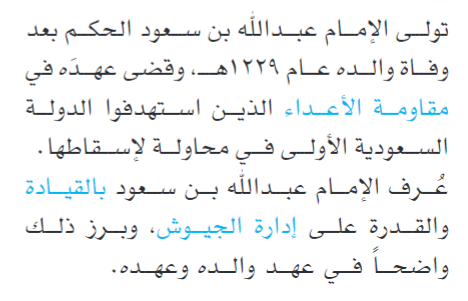 تولى الإمام عبدالله بن سعود الحكم بعد
وفاة والده عام ١٢٢٩هـ، وقضى عهدَه في
مقاومة الأعداء الذين استهدفوا الدولة
السعودية الأولى في محاولة لإسقاطها.
عُرف الإمام عبدالله بن سعود بالقيادة
والقدرة على إدارة الجيوش، وبرز ذلك
واضحاً في عهد والده وعهده.